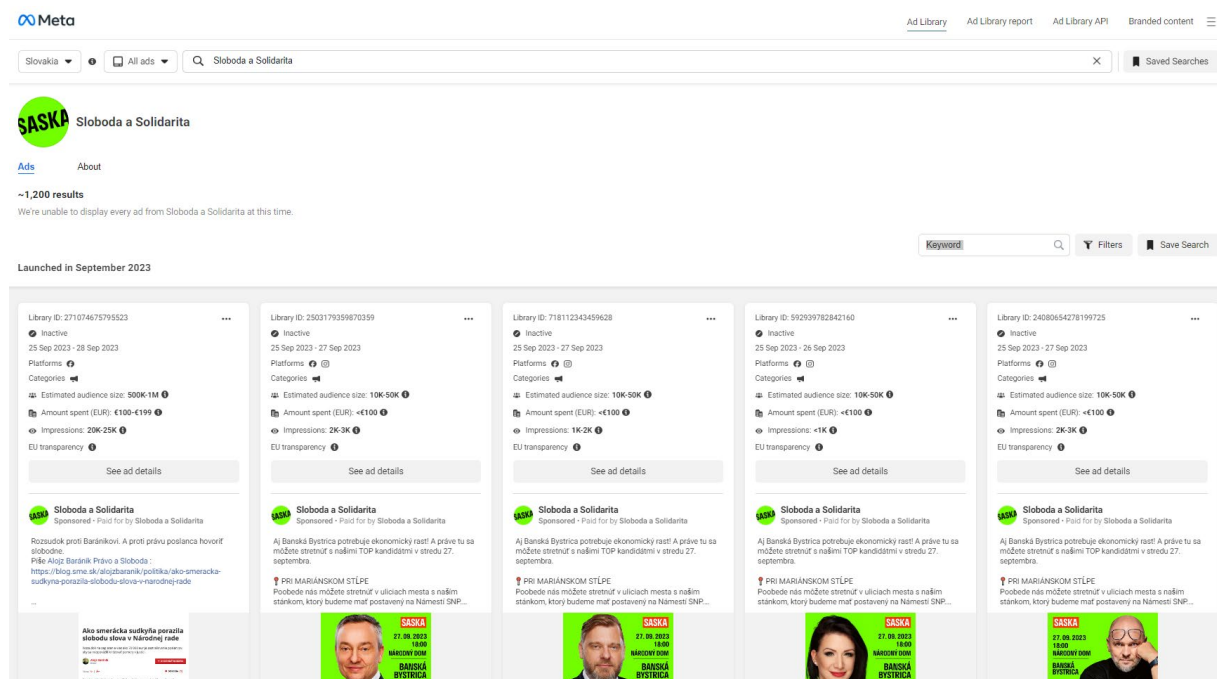 Meta
Ad Library Ad Library report Ad Library API Branded content
Slovakia All ads Sloboda a Solidarita Saved Searches
SASKA Sloboda a Solidarita
Ads About
~1,200 results
We're unable to display every ad from Sloboda a Solidarita at this time.
Keyword Filters Save Search
Launched in September 2023
Library ID: 271074675795523
Inactive
25 Sep 2023 - 28 Sep 2023
Platforms
Categories
Estimated audience size: 500K-1M
Amount spent (EUR): €100-€199
Impressions: 20K-25K
EU transparency
See ad details
SASKA Sloboda a Solidarita
Sponsored • Paid for by Sloboda a Solidarita
Rozsudok proti Baránikovi. A proti právu poslanca hovoriť
slobodne.
Píše Alojz Baránik Právo a Sloboda :
https://blog.sme.sk/alojzbaranik/politika/ako-smeracka-
sudkyna-porazila-slobodu-slova-v-narodnej-rade
...
Ako smerácka sudkyňa porazila
slobodu slova v Národnej rade
Library ID: 2503179359870359
Inactive
25 Sep 2023 - 27 Sep 2023
Platforms
Categories
Estimated audience size: 10K-50K
Amount spent (EUR): <€100
Impressions: 2K-3K
EU transparency
See ad details
SASKA Sloboda a Solidarita
Sponsored • Paid for by Sloboda a Solidarita
Aj Banská Bystrica potrebuje ekonomický rast! A práve tu sa
môžete stretnúť s našimi TOP kandidátmi v stredu 27.
septembra.
PRI MARIÁNSKOM STĹPE
Poobede nás môžete stretnúť v uliciach mesta s naším
stánkom, ktorý budeme mať postavený na Námestí SNP....
SASKA
27. 09. 2023
18:00
NÁRODNÝ DOM
BANSKÁ
BYSTRICA
Library ID: 718112343459628
Inactive
25 Sep 2023 - 27 Sep 2023
Platforms
Categories
Estimated audience size: 10K-50K
Amount spent (EUR): <€100
Impressions: 1K-2K
EU transparency
See ad details
SASKA Sloboda a Solidarita
Sponsored • Paid for by Sloboda a Solidarita
Aj Banská Bystrica potrebuje ekonomický rast! A práve tu sa
môžete stretnúť s našimi TOP kandidátmi v stredu 27.
septembra.
PRI MARIÁNSKOM STĹPE
Poobede nás môžete stretnúť v uliciach mesta s naším
stánkom, ktorý budeme mať postavený na Námestí SNP....
SASKA
27. 09. 2023
18:00
NÁRODNÝ DOM
BANSKÁ
BYSTRICA
Library ID: 592939782842160
Inactive
25 Sep 2023 - 26 Sep 2023
Platforms
Categories
Estimated audience size: 10K-50K
Amount spent (EUR): <€100
Impressions: <1K
EU transparency
See ad details
SASKA Sloboda a Solidarita
Sponsored • Paid for by Sloboda a Solidarita
Aj Banská Bystrica potrebuje ekonomický rast! A práve tu sa
môžete stretnúť s našimi TOP kandidátmi v stredu 27.
septembra.
PRI MARIÁNSKOM STĹPE
Poobede nás môžete stretnúť v uliciach mesta s naším
stánkom, ktorý budeme mať postavený na Námestí SNP....
SASKA
27. 09. 2023
18:00
NÁRODNÝ DOM
BANSKÁ
BYSTRICA
Library ID: 24080654278199725
Inactive
25 Sep 2023 - 27 Sep 2023
Platforms
Categories
Estimated audience size: 10K-50K
Amount spent (EUR): <€100
Impressions: 2K-3K
EU transparency
See ad details
SASKA Sloboda a Solidarita
Sponsored • Paid for by Sloboda a Solidarita
Aj Banská Bystrica potrebuje ekonomický rast! A práve tu sa
môžete stretnúť s našimi TOP kandidátmi v stredu 27.
septembra.
PRI MARIÁNSKOM STĹPE
Poobede nás môžete stretnúť v uliciach mesta s naším
stánkom, ktorý budeme mať postavený na Námestí SNP....
SASKA
27. 09. 2023
18:00
NÁRODNÝ DOM
BANSKÁ
BYSTRICA